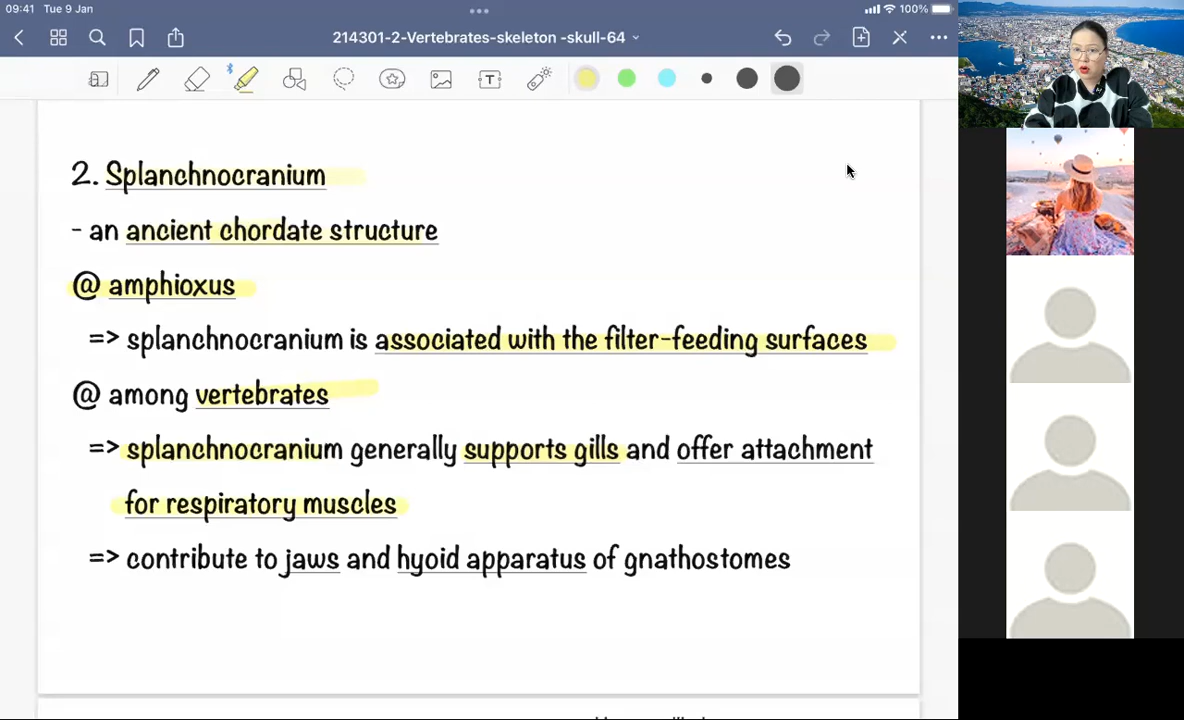 09:41 Tue 9 Jan
100%
214301-2-Vertebrates-skeleton -skull-64
2. Splanchnocranium
- an ancient chordate structure
@ amphioxus
=> splanchnocranium is associated with the filter-feeding surfaces
@ among vertebrates
=> splanchnocranium generally supports gills and offer attachment
for respiratory muscles
=> contribute to jaws and hyoid apparatus of gnathostomes